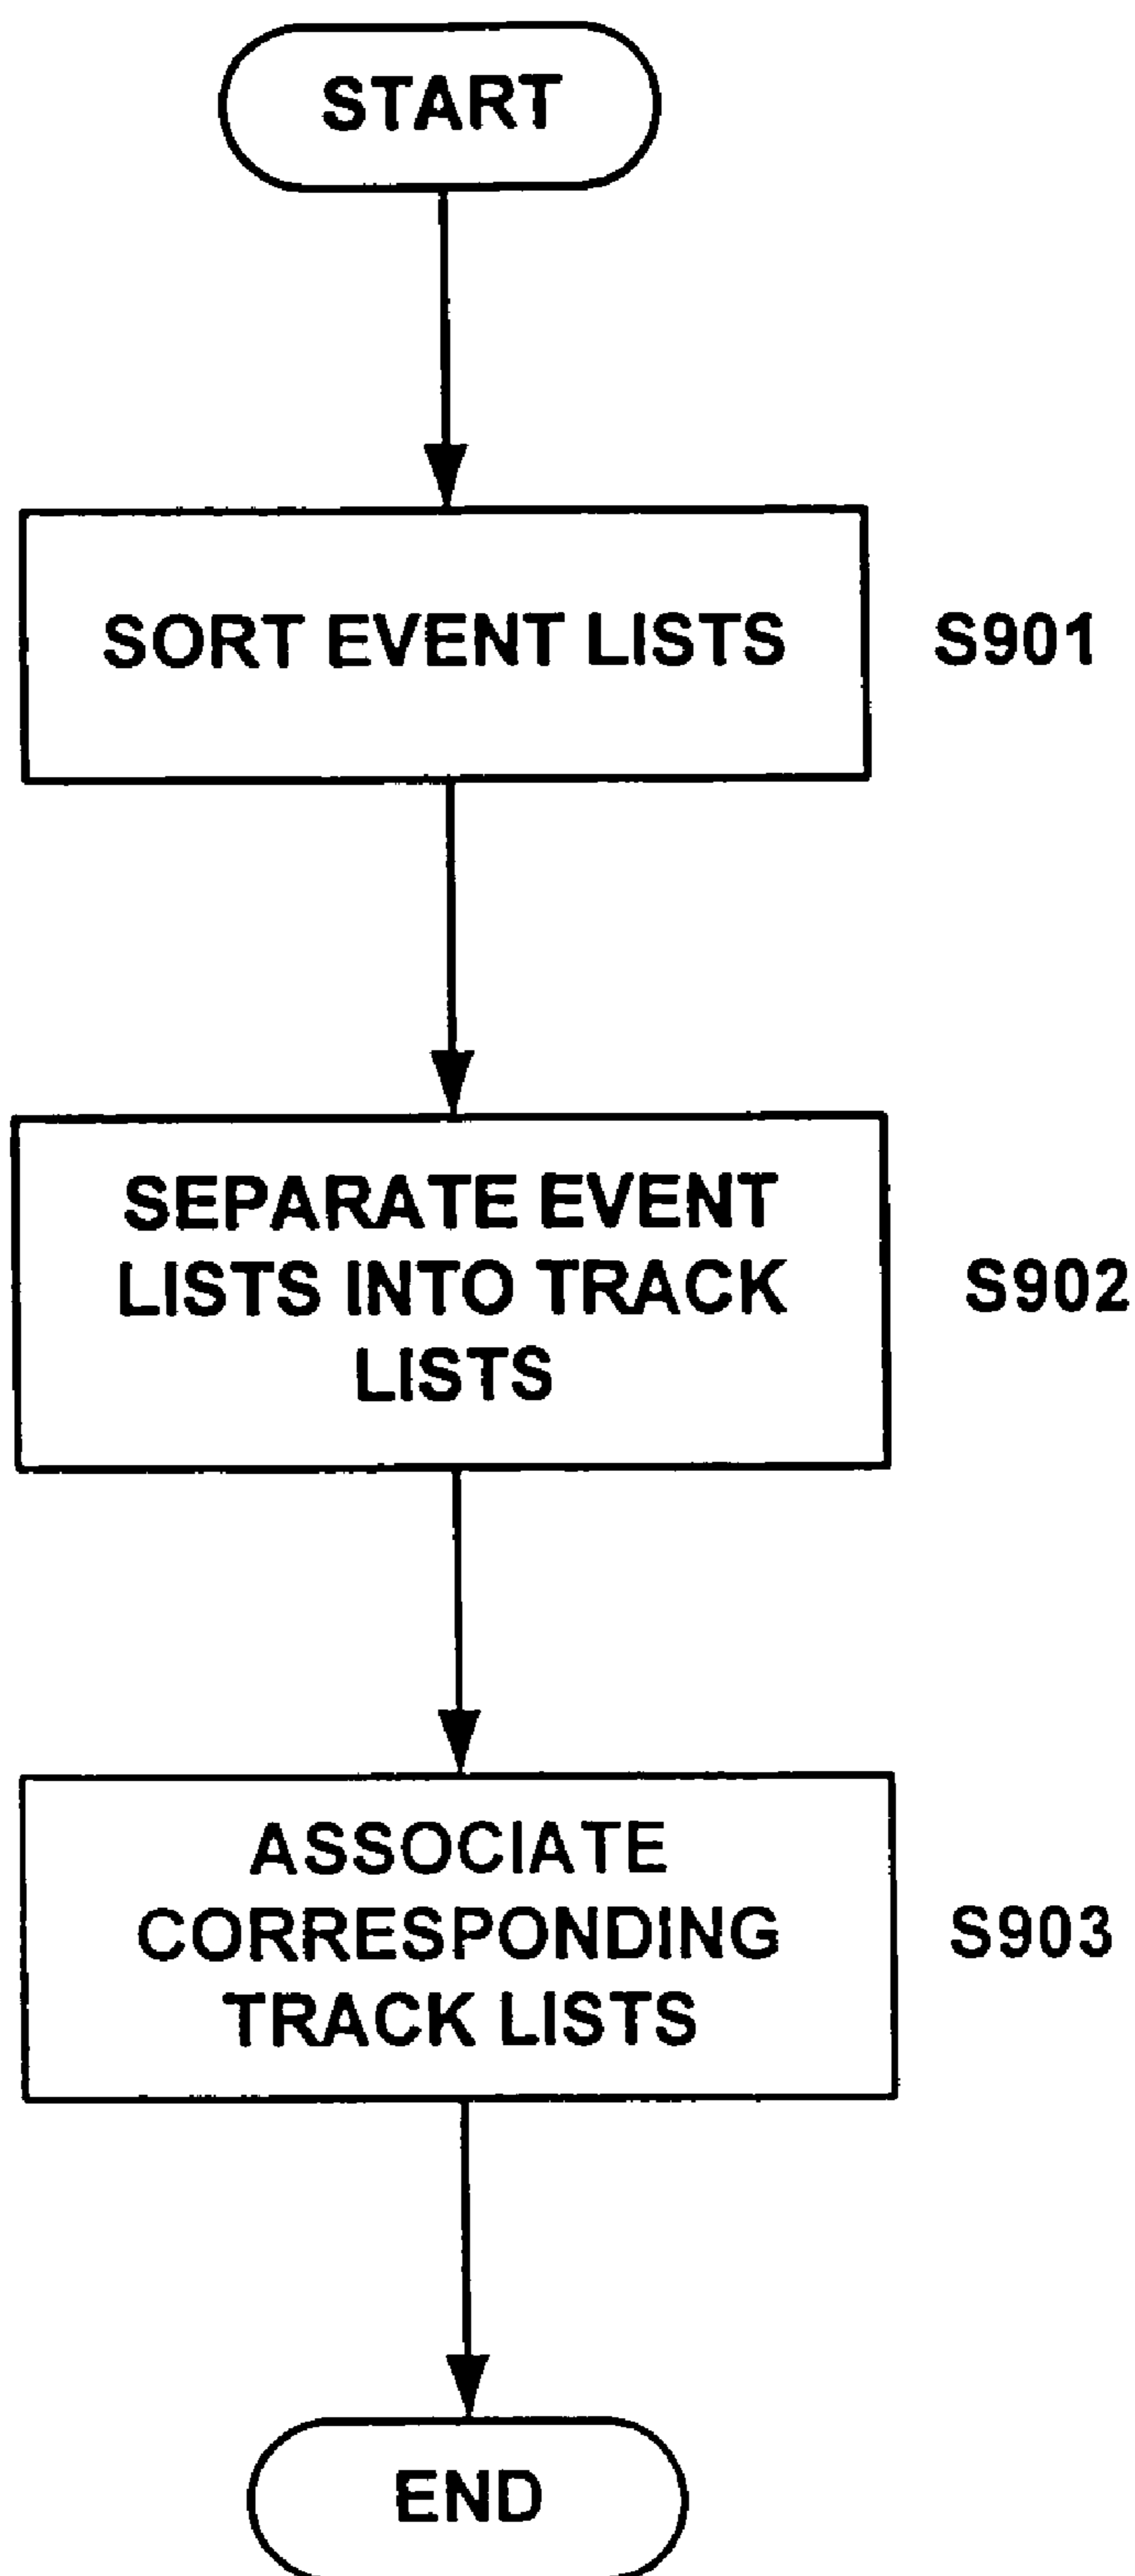 START
SORT EVENT LISTS
S901
SEPARATE EVENT
LISTS INTO TRACK
LISTS
S902
ASSOCIATE
CORRESPONDING
TRACK LISTS
S903
END